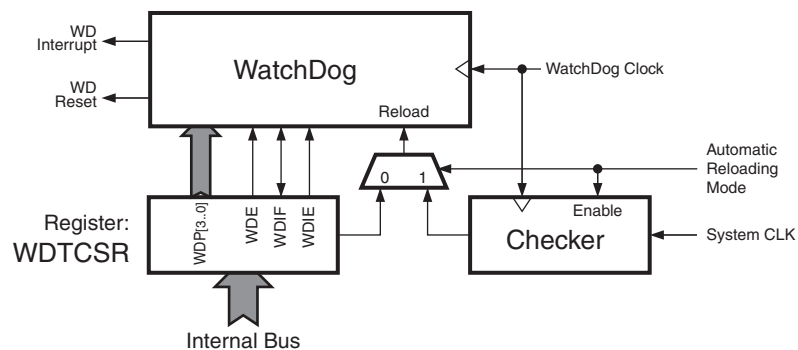 WD
Interrupt
WatchDog
WatchDog Clock
WD
Reset
Reload
Automatic
Reloading
Mode
0 1
Register:
WDTCSR
WDP[3..0]
WDE
WDIF
WDIE
Enable
Checker
System CLK
Internal Bus